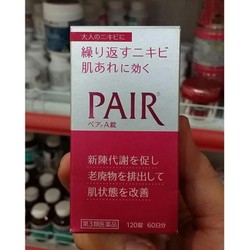 大人のニキビに
繰り返すニキビ
肌あれに効く
PAIR®
ペアA錠
新陳代謝を促し
老廃物を排出して
肌状態を改善
第3類医薬品
120錠 60日分